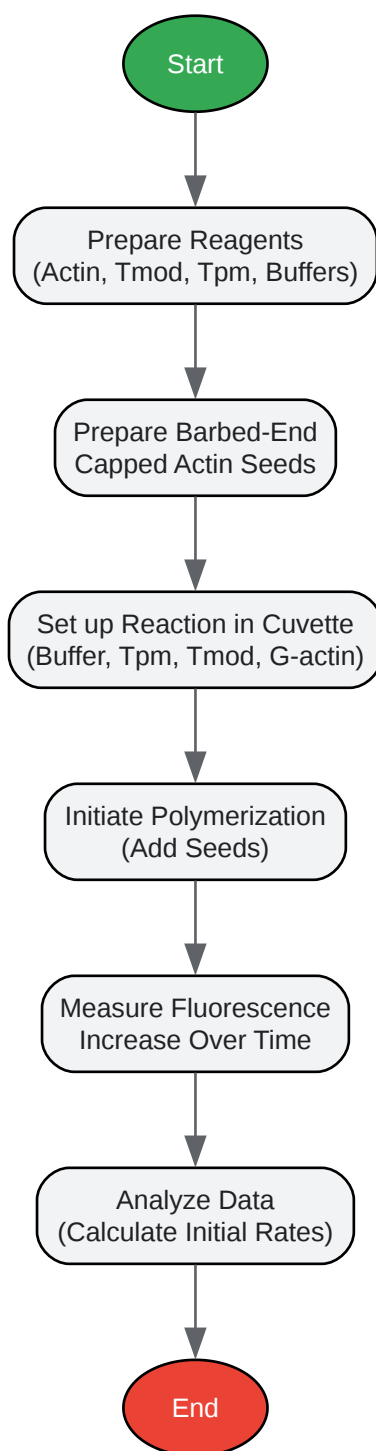 Start
Prepare Reagents
(Actin, Tmod, Tpm, Buffers)
Prepare Barbed-End
Capped Actin Seeds
Set up Reaction in Cuvette
(Buffer, Tpm, Tmod, G-actin)
Initiate Polymerization
(Add Seeds)
Measure Fluorescence
Increase Over Time
Analyze Data
(Calculate Initial Rates)
End